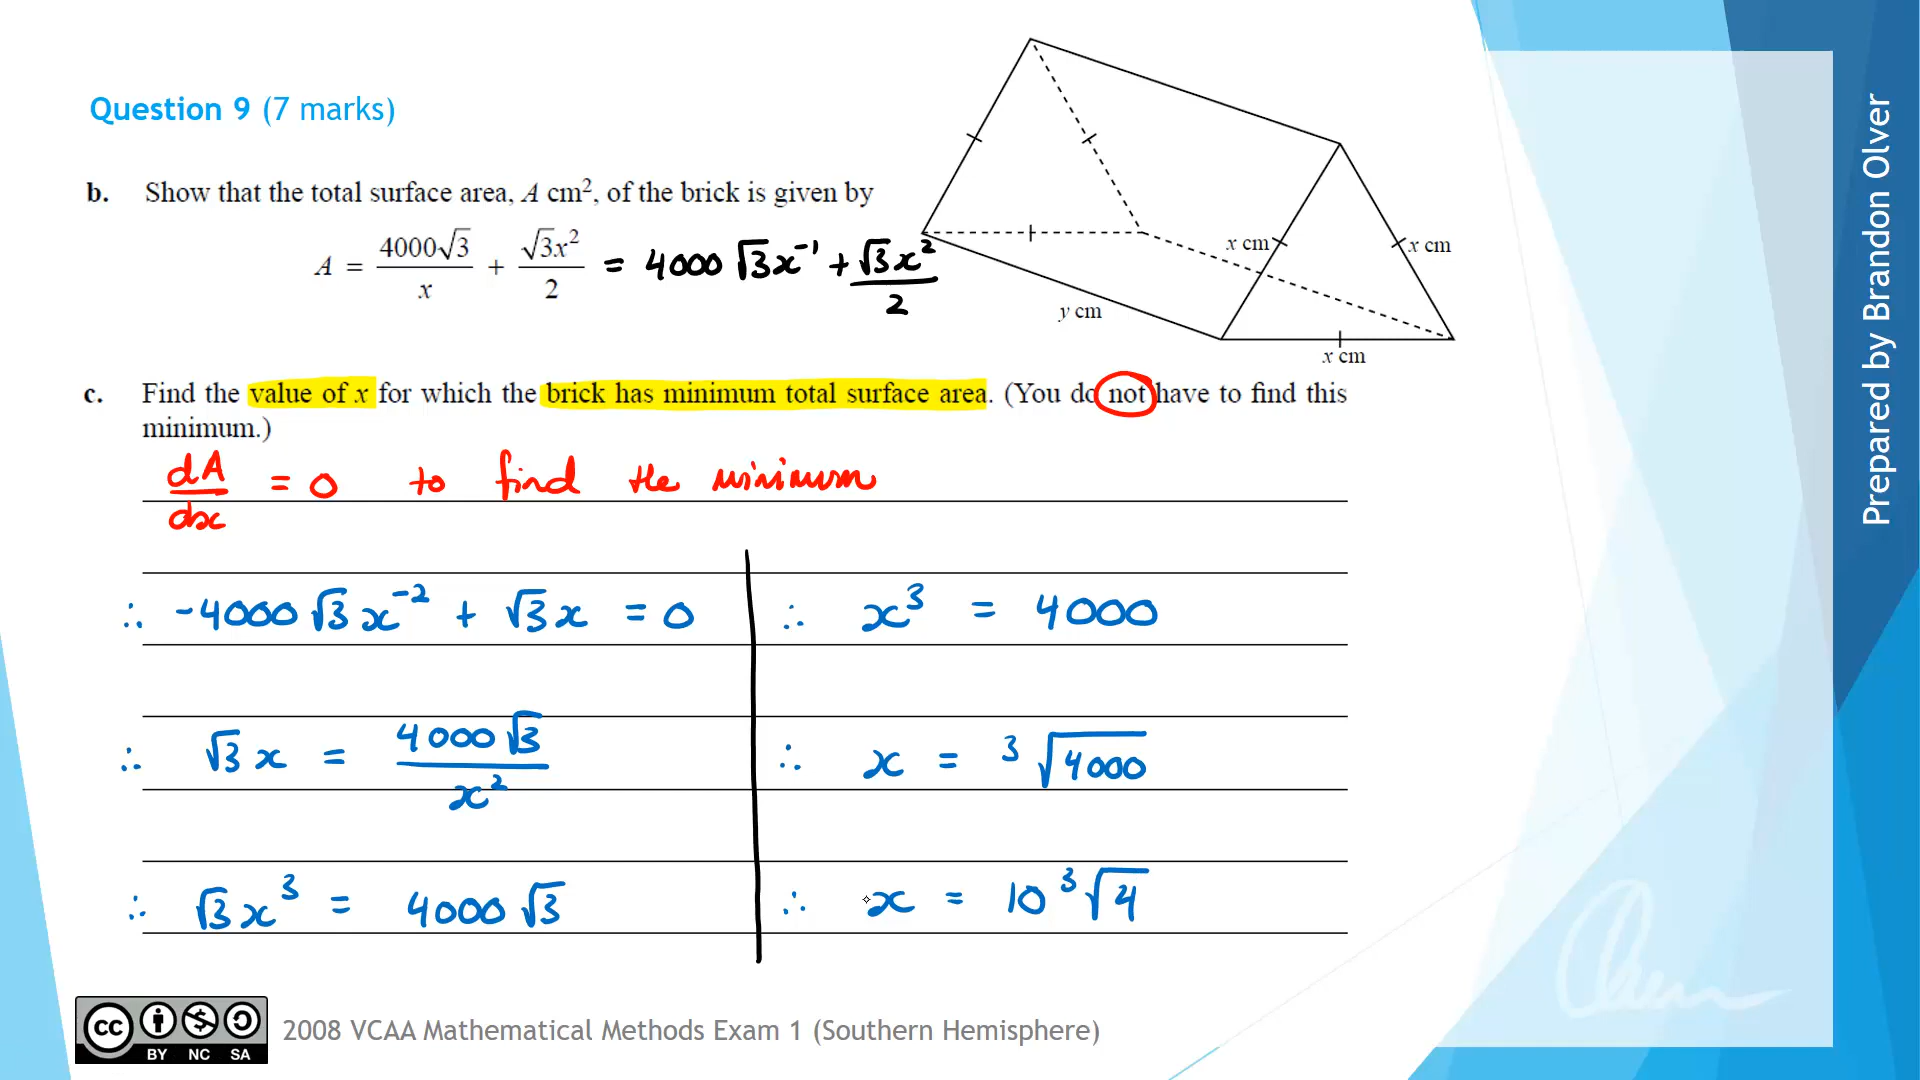 Question 9 (7 marks)
b. Show that the total surface area, A cm², of the brick is given by
A = 4000√3/x + √3x²/2 = 4000√3x⁻¹ + √3x²/2
x cm
x cm
y cm
x cm
c. Find the value of x for which the brick has minimum total surface area. (You do not have to find this
minimum.)
dA/dx = 0 to find the minimum
∴ -4000√3x⁻² + √3x = 0
∴ √3x = 4000√3/x²
∴ √3x³ = 4000√3
∴ x³ = 4000
∴ x = ³√4000
∴ x = 10³√4
cc BY NC SA
2008 VCAA Mathematical Methods Exam 1 (Southern Hemisphere)
Prepared by Brandon Olver